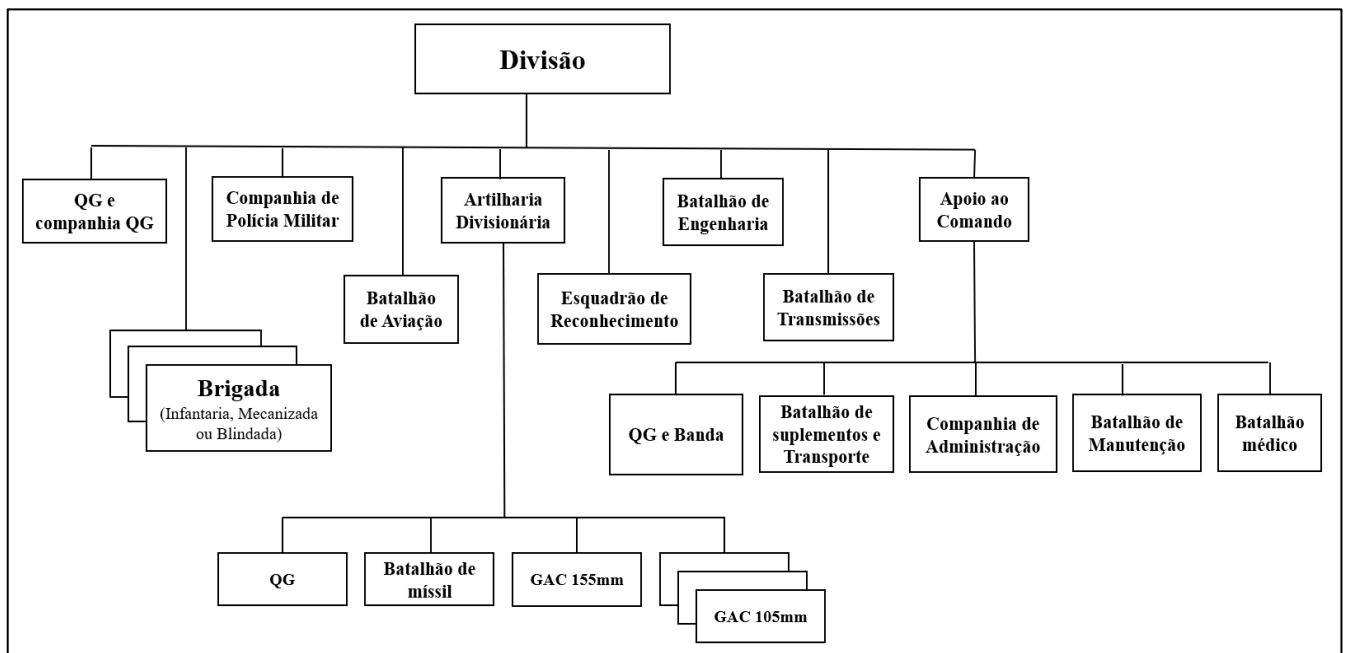 Divisão
QG e
companhia QG
Companhia de
Polícia Militar
Artilharia
Divisionária
Batalhão de
Engenharia
Apoio ao
Comando
Batalhão
de Aviação
Esquadrão de
Reconhecimento
Batalhão de
Transmissões
Brigada
(Infantaria, Mecanizada
ou Blindada)
QG e Banda
Batalhão de
suplementos e
Transporte
Companhia de
Administração
Batalhão de
Manutenção
Batalhão
médico
QG
Batalhão de
míssil
GAC 155mm
GAC 105mm